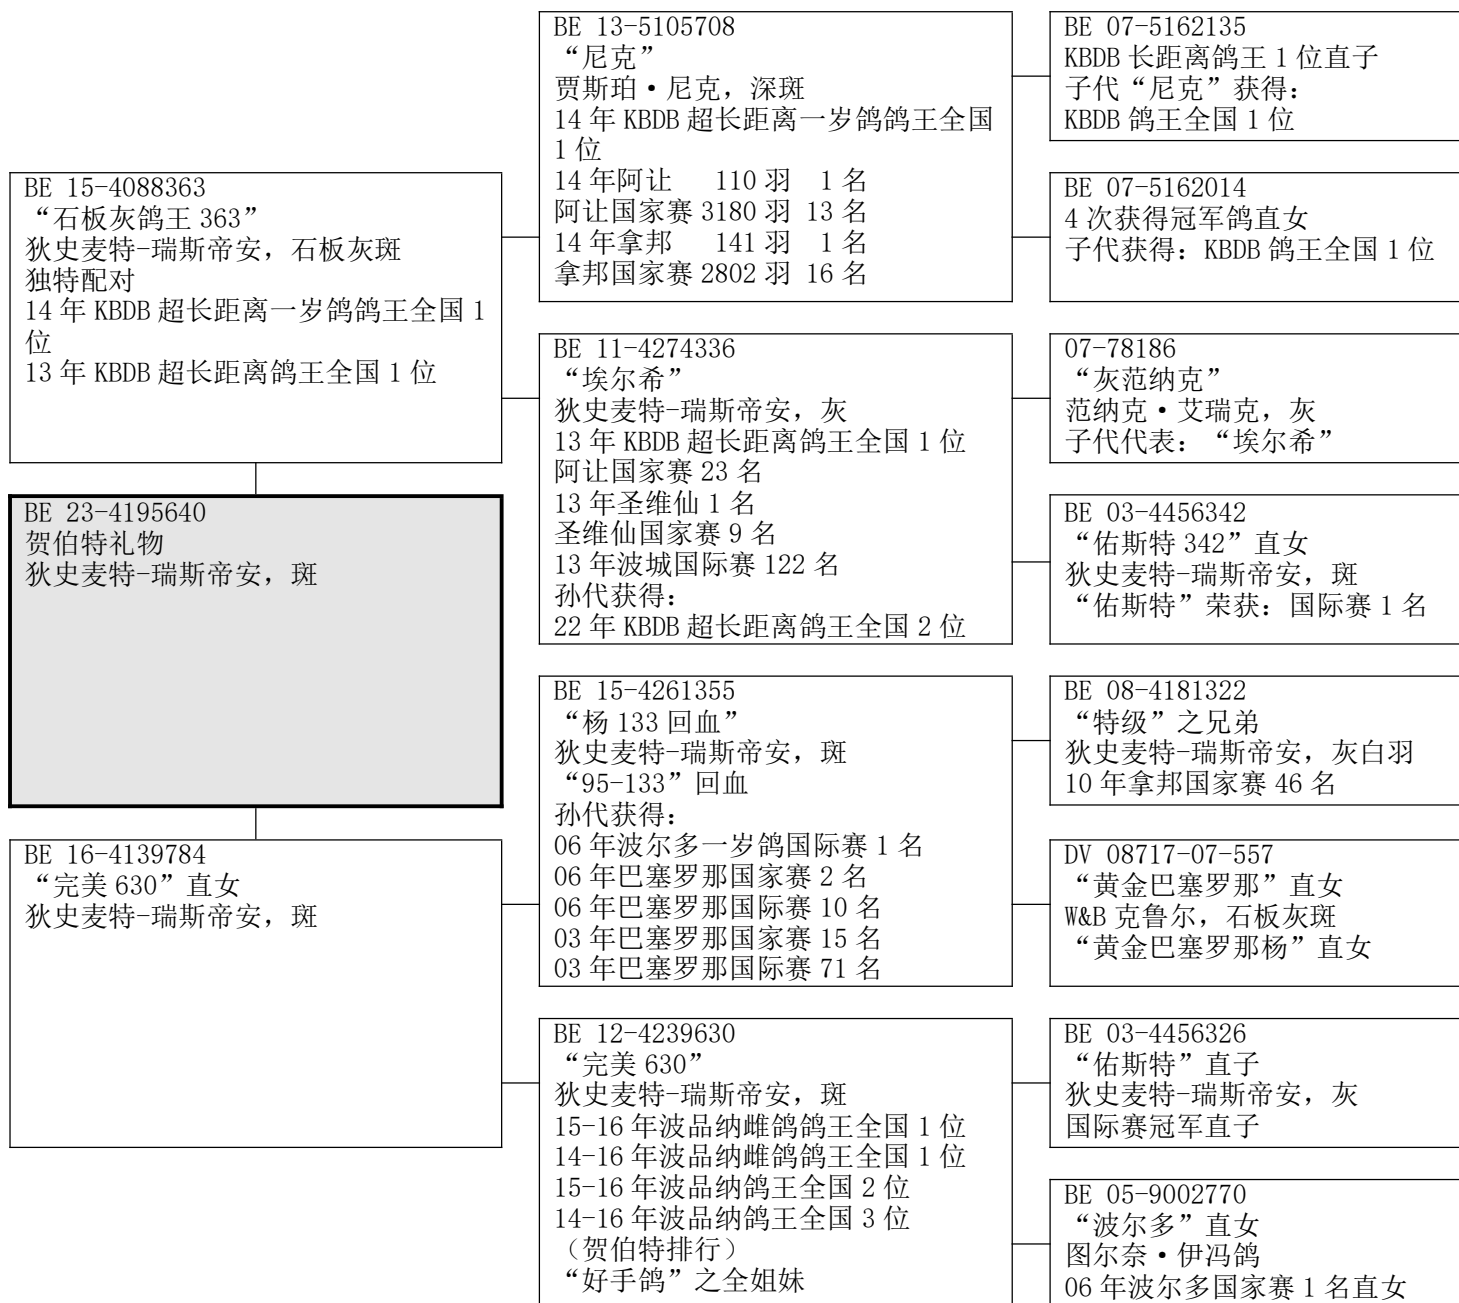 BE 15-4088363
“石板灰鸽王 363”
狄史麦特-瑞斯帝安，石板灰斑
独特配对
14 年 KBDB 超长距离一岁鸽鸽王全国 1
位
13 年 KBDB 超长距离鸽王全国 1 位
BE 23-4195640
贺伯特礼物
狄史麦特-瑞斯帝安，斑
BE 16-4139784
“完美 630”直女
狄史麦特-瑞斯帝安，斑
BE 13-5105708
“尼克”
贾斯珀•尼克，深斑
14 年 KBDB 超长距离一岁鸽鸽王全国
1 位
14 年阿让 110 羽 1 名
阿让国家赛 3180 羽 13 名
14 年拿邦 141 羽 1 名
拿邦国家赛 2802 羽 16 名
BE 11-4274336
“埃尔希”
狄史麦特-瑞斯帝安，灰
13 年 KBDB 超长距离鸽王全国 1 位
阿让国家赛 23 名
13 年圣维仙 1 名
圣维仙国家赛 9 名
13 年波城国际赛 122 名
孙代获得：
22 年 KBDB 超长距离鸽王全国 2 位
BE 15-4261355
“杨 133 回血”
狄史麦特-瑞斯帝安，斑
“95-133”回血
孙代获得：
06 年波尔多一岁鸽国际赛 1 名
06 年巴塞罗那国家赛 2 名
06 年巴塞罗那国际赛 10 名
03 年巴塞罗那国家赛 15 名
03 年巴塞罗那国际赛 71 名
BE 12-4239630
“完美 630”
狄史麦特-瑞斯帝安，斑
15-16 年波品纳雌鸽鸽王全国 1 位
14-16 年波品纳雌鸽鸽王全国 1 位
15-16 年波品纳鸽王全国 2 位
14-16 年波品纳鸽王全国 3 位
（贺伯特排行）
“好手鸽”之全姐妹
BE 07-5162135
KBDB 长距离鸽王 1 位直子
子代“尼克”获得：
KBDB 鸽王全国 1 位
BE 07-5162014
4 次获得冠军鸽直女
子代获得：KBDB 鸽王全国 1 位
07-78186
“灰范纳克”
范纳克•艾瑞克，灰
子代代表：“埃尔希”
BE 03-4456342
“佑斯特 342”直女
狄史麦特-瑞斯帝安，斑
“佑斯特”荣获：国际赛 1 名
BE 08-4181322
“特级”之兄弟
狄史麦特-瑞斯帝安，灰白羽
10 年拿邦国家赛 46 名
DV 08717-07-557
“黄金巴塞罗那”直女
W&B 克鲁尔，石板灰斑
“黄金巴塞罗那杨”直女
BE 03-4456326
“佑斯特”直子
狄史麦特-瑞斯帝安，灰
国际赛冠军直子
BE 05-9002770
“波尔多”直女
图尔奈•伊冯鸽
06 年波尔多国家赛 1 名直女